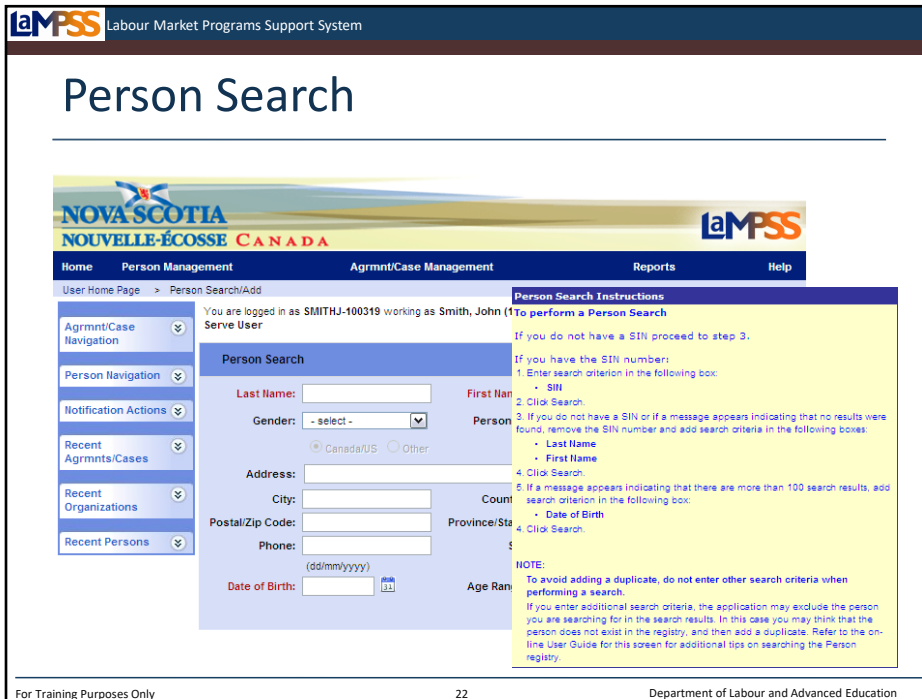 LaMPSS Labour Market Programs Support System
Person Search
NOVA SCOTIA
NOUVELLE-ÉCOSSE CANADA
LaMPSS
Home Person Management Agrmnt/Case Management Reports Help
User Home Page > Person Search/Add
You are logged in as SMITHJ-100319 working as Smith, John (1
Serve User
Agrmnt/Case
Navigation
Person Navigation
Notification Actions
Recent
Agrmnts/Cases
Recent
Organizations
Recent Persons
Person Search
Last Name: First Nam
Gender: - select - Person
Canada/US Other
Address:
City: Count
Postal/Zip Code: Province/Sta
Phone: S
(dd/mm/yyyy)
Date of Birth: 31 Age Rang
Person Search Instructions
To perform a Person Search
If you do not have a SIN proceed to step 3.
If you have the SIN number:
1. Enter search criterion in the following box:
• SIN
2. Click Search.
3. If you do not have a SIN or if a message appears indicating that no results were
found, remove the SIN number and add search criteria in the following boxes:
• Last Name
• First Name
4. Click Search.
5. If a message appears indicating that there are more than 100 search results, add
search criterion in the following box:
• Date of Birth
4. Click Search.
NOTE:
To avoid adding a duplicate, do not enter other search criteria when
performing a search.
If you enter additional search criteria, the application may exclude the person
you are searching for in the search results. In this case you may think that the
person does not exist in the registry, and then add a duplicate. Refer to the on-
line User Guide for this screen for additional tips on searching the Person
registry.
For Training Purposes Only 22 Department of Labour and Advanced Education